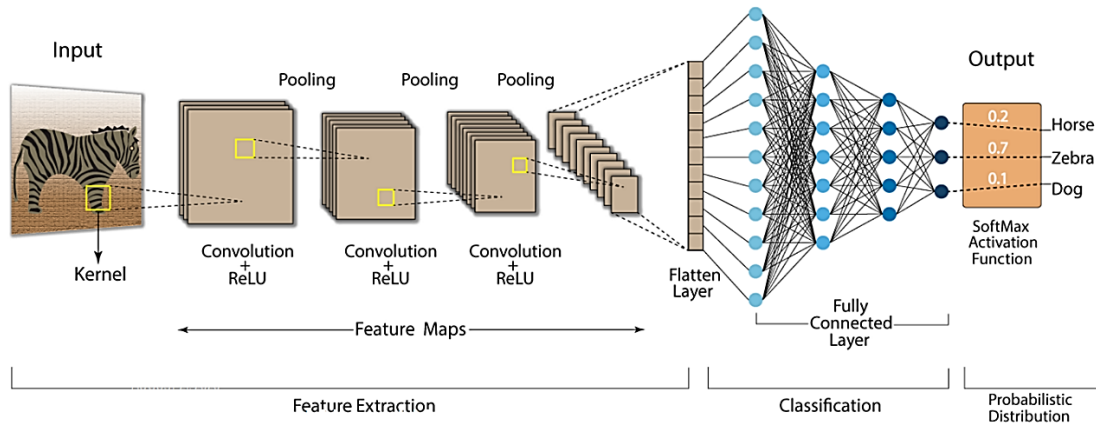 Input
Output
Pooling
Pooling
Pooling
0.2
Horse
0.7
Zebra
0.1
Dog
Kernel
Convolution
+
ReLU
Convolution
+
ReLU
Convolution
+
ReLU
Flatten
Layer
SoftMax
Activation
Function
Feature Maps
Fully
Connected
Layer
Feature Extraction
Classification
Probabilistic
Distribution